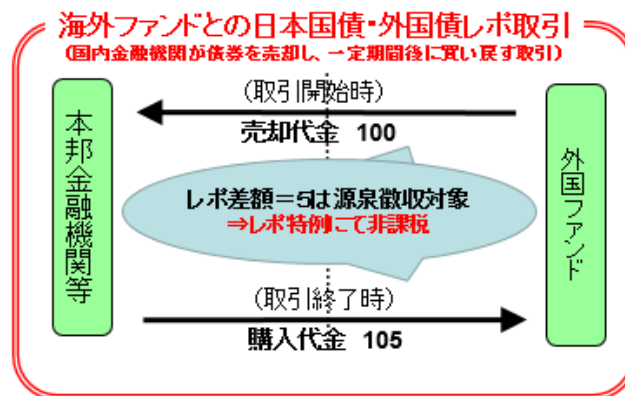 海外ファンドとの日本国債・外国債レポ取引
(国内金融機関が債券を売却し、一定期間後に買い戻す取引)
(取引開始時)
売却代金 100
本邦金融機関等
外国ファンド
レポ差額＝5は源泉徴収対象
⇒レポ特例にて非課税
(取引終了時)
購入代金 105